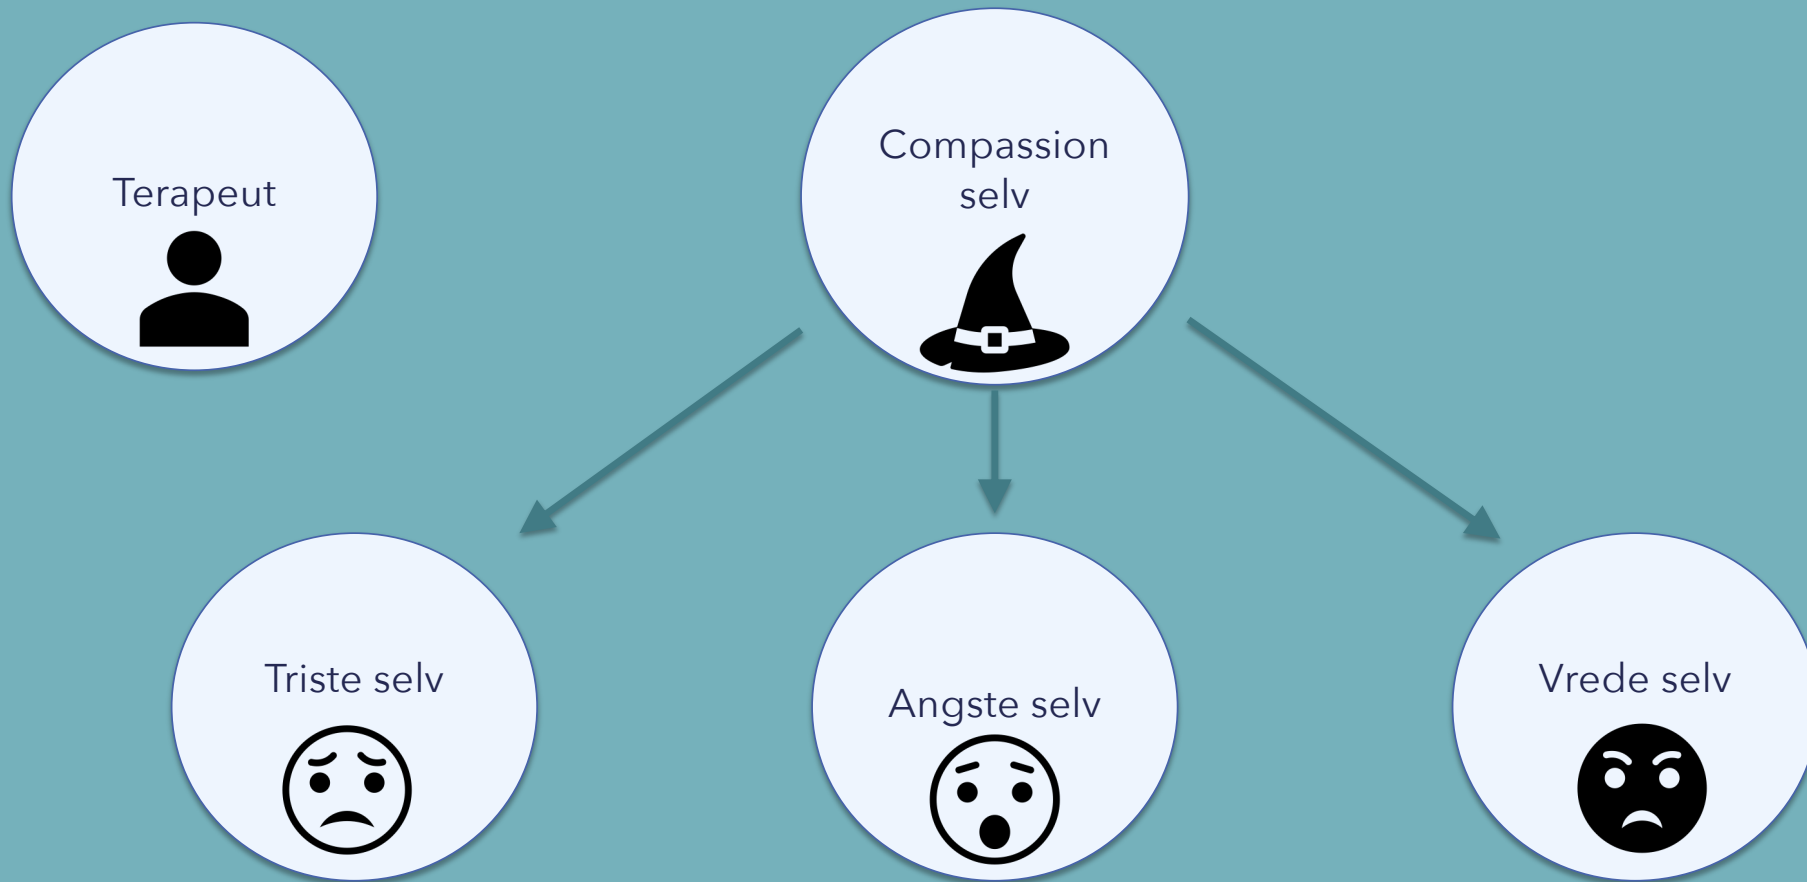 Terapeut
Compassion
selv
Triste selv
Angste selv
Vrede selv